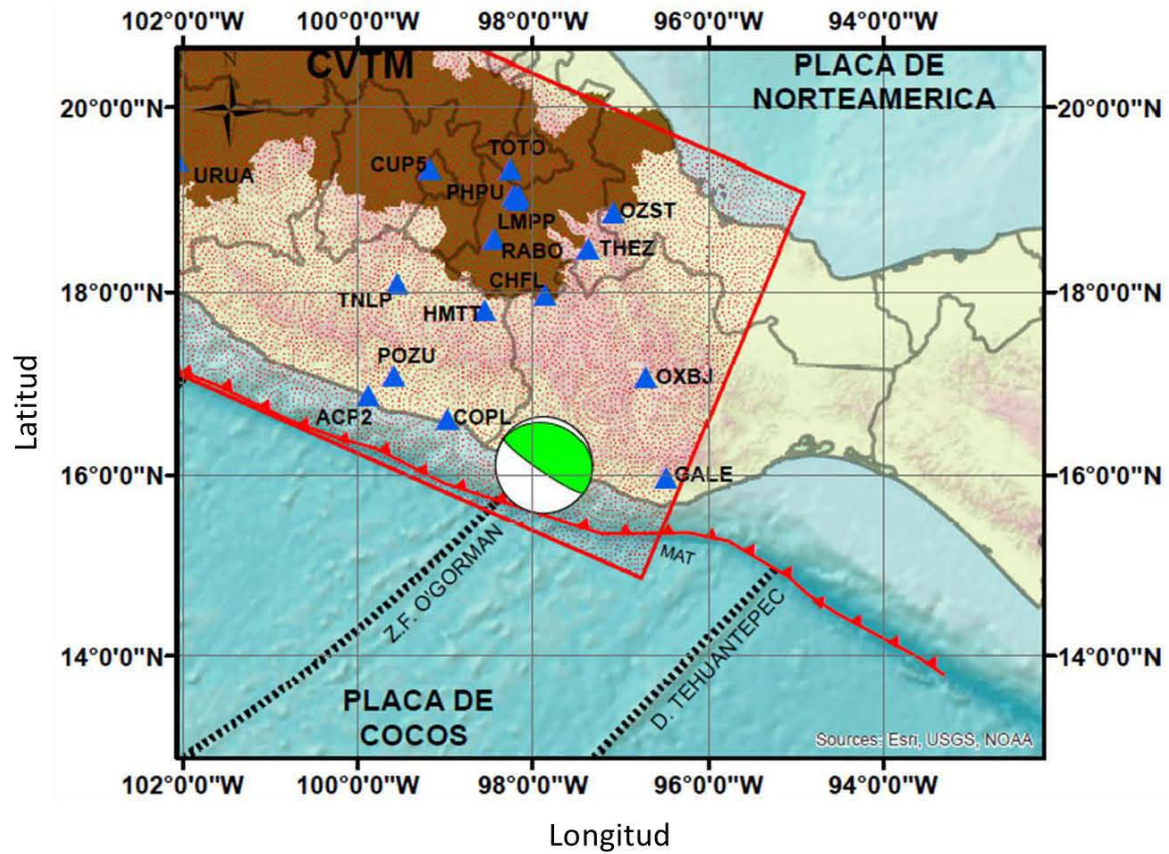 102°0'0"W 100°0'0"W 98°0'0"W 96°0'0"W 94°0'0"W
N
CVTM
PLACA DE
NORTEAMERICA
20°0'0"N 20°0'0"N
TOTO
CUP5
URUA
PHPU
OZST
LMPP
RABO
THEZ
CHFL
18°0'0"N 18°0'0"N
TNLP
HMTT
POZU
OXBJ
ACP2
COPL
16°0'0"N 16°0'0"N
GALE
MAT
Z.F. O'GORMAN
D. TEHUANTEPEC
14°0'0"N 14°0'0"N
PLACA DE
COCOS
Sources: Esri, USGS, NOAA
102°0'0"W 100°0'0"W 98°0'0"W 96°0'0"W 94°0'0"W
Latitud
Longitud